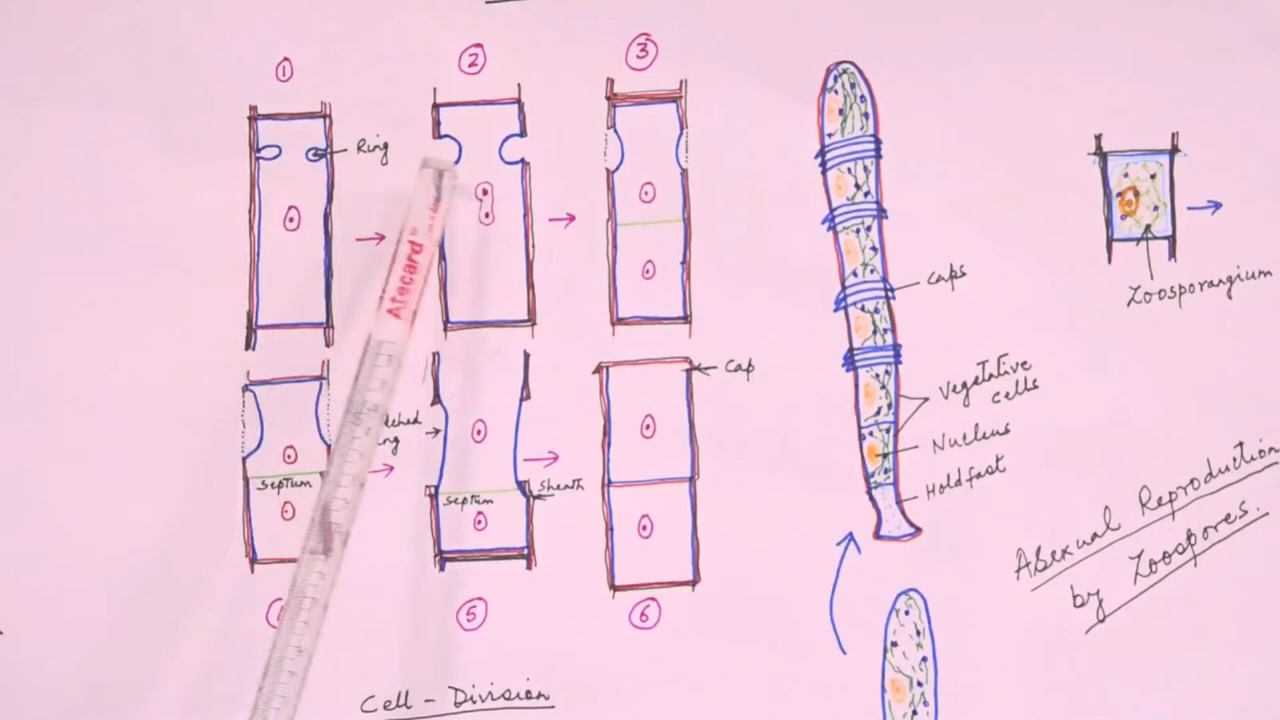 ①
②
③
Ring
Atacard
caps
Zoosporangium
Cap
Vegetative
cells
Nucleus
Holdfast
Septum
Septum
Sheath
⑤
⑥
Asexual Reproduction
by Zoospores.
Cell - Division